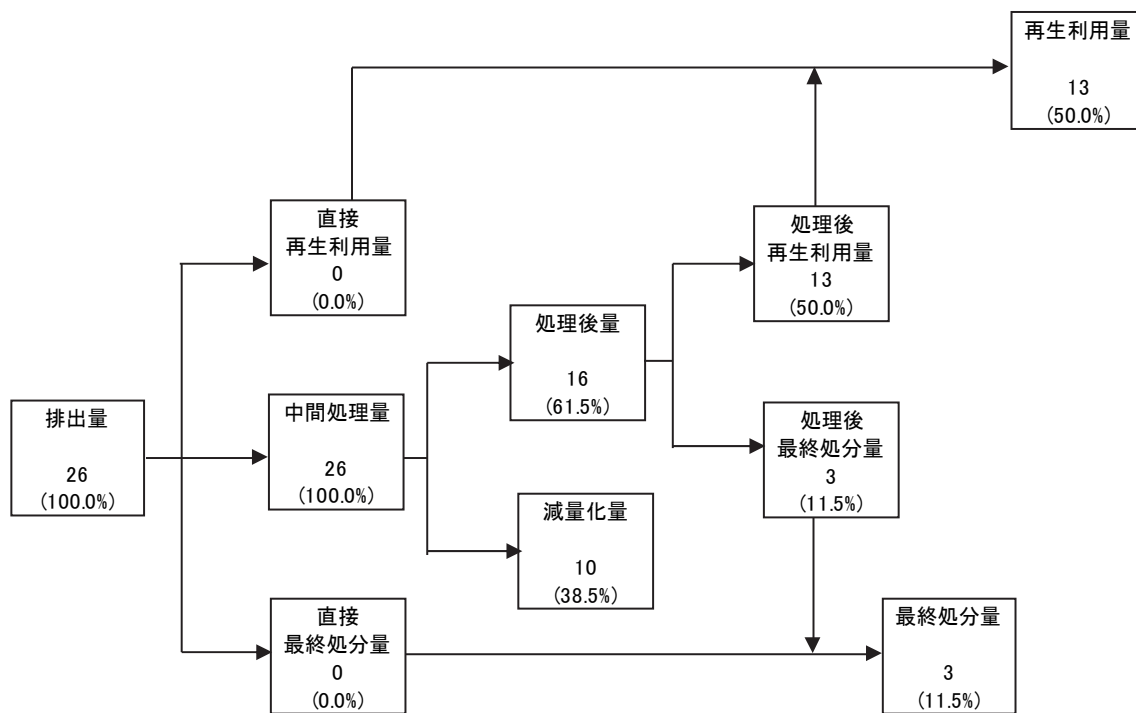 再生利用量
13
(50.0%)
直接
再生利用量
0
(0.0%)
処理後
再生利用量
13
(50.0%)
処理後量
16
(61.5%)
排出量
26
(100.0%)
中間処理量
26
(100.0%)
処理後
最終処分量
3
(11.5%)
減量化量
10
(38.5%)
直接
最終処分量
0
(0.0%)
最終処分量
3
(11.5%)